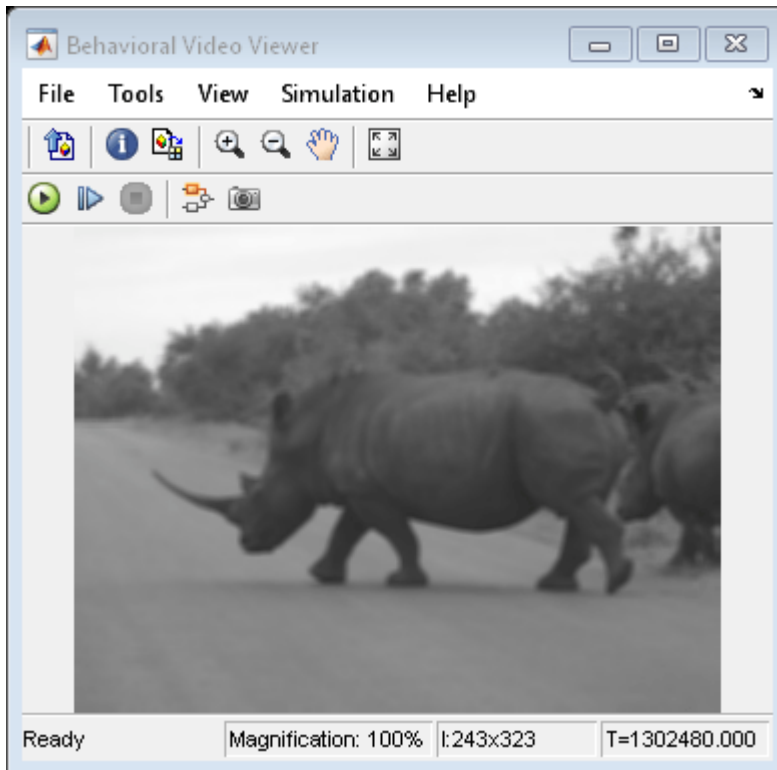 Behavioral Video Viewer
File Tools View Simulation Help
Ready Magnification: 100% I:243x323 T=1302480.000